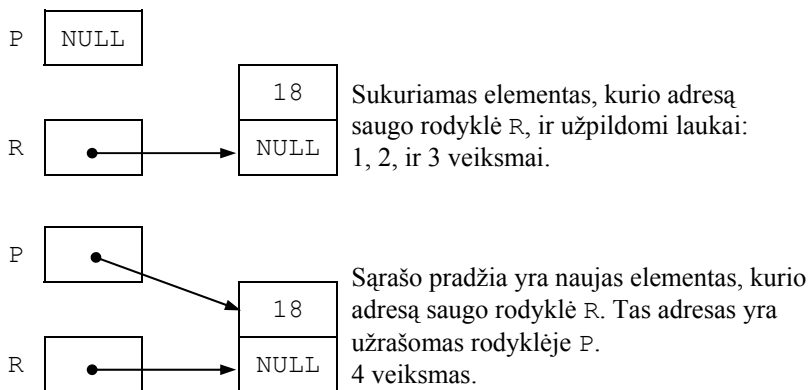 P NULL
18
R NULL
Sukuriamas elementas, kurio adresą
saugo rodyklė R, ir užpildomi laukai:
1, 2, ir 3 veiksmai.
P
18
R NULL
Sąrašo pradžia yra naujas elementas, kurio
adresą saugo rodyklė R. Tas adresas yra
užrašomas rodyklėje P.
4 veiksmas.